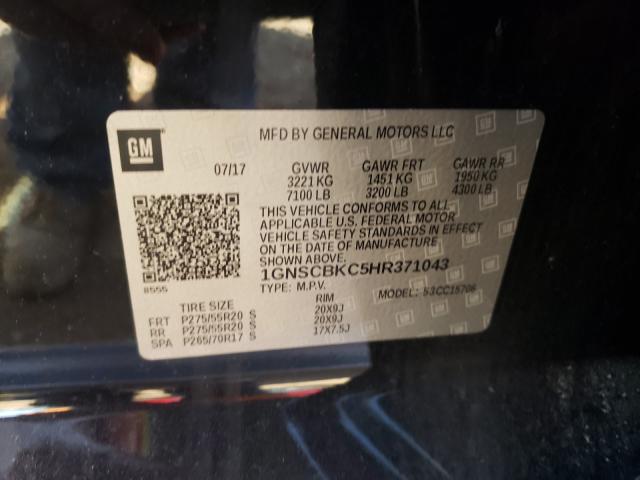 GM
MFD BY GENERAL MOTORS LLC
07/17 GVWR GAWR FRT GAWR RR
3221 KG 1451 KG 1950 KG
7100 LB 3200 LB 4300 LB
THIS VEHICLE CONFORMS TO ALL
APPLICABLE U.S. FEDERAL MOTOR
VEHICLE SAFETY STANDARDS IN EFFECT
ON THE DATE OF MANUFACTURE
SHOWN ABOVE.
1GNSCBKC5HR371043
8555
TYPE: M.P.V. MODEL: 53CC15706
TIRE SIZE RIM
FRT P275/55R20 S 20X9J
RR P275/55R20 S 20X9J
SPA P265/70R17 S 17X7.5J